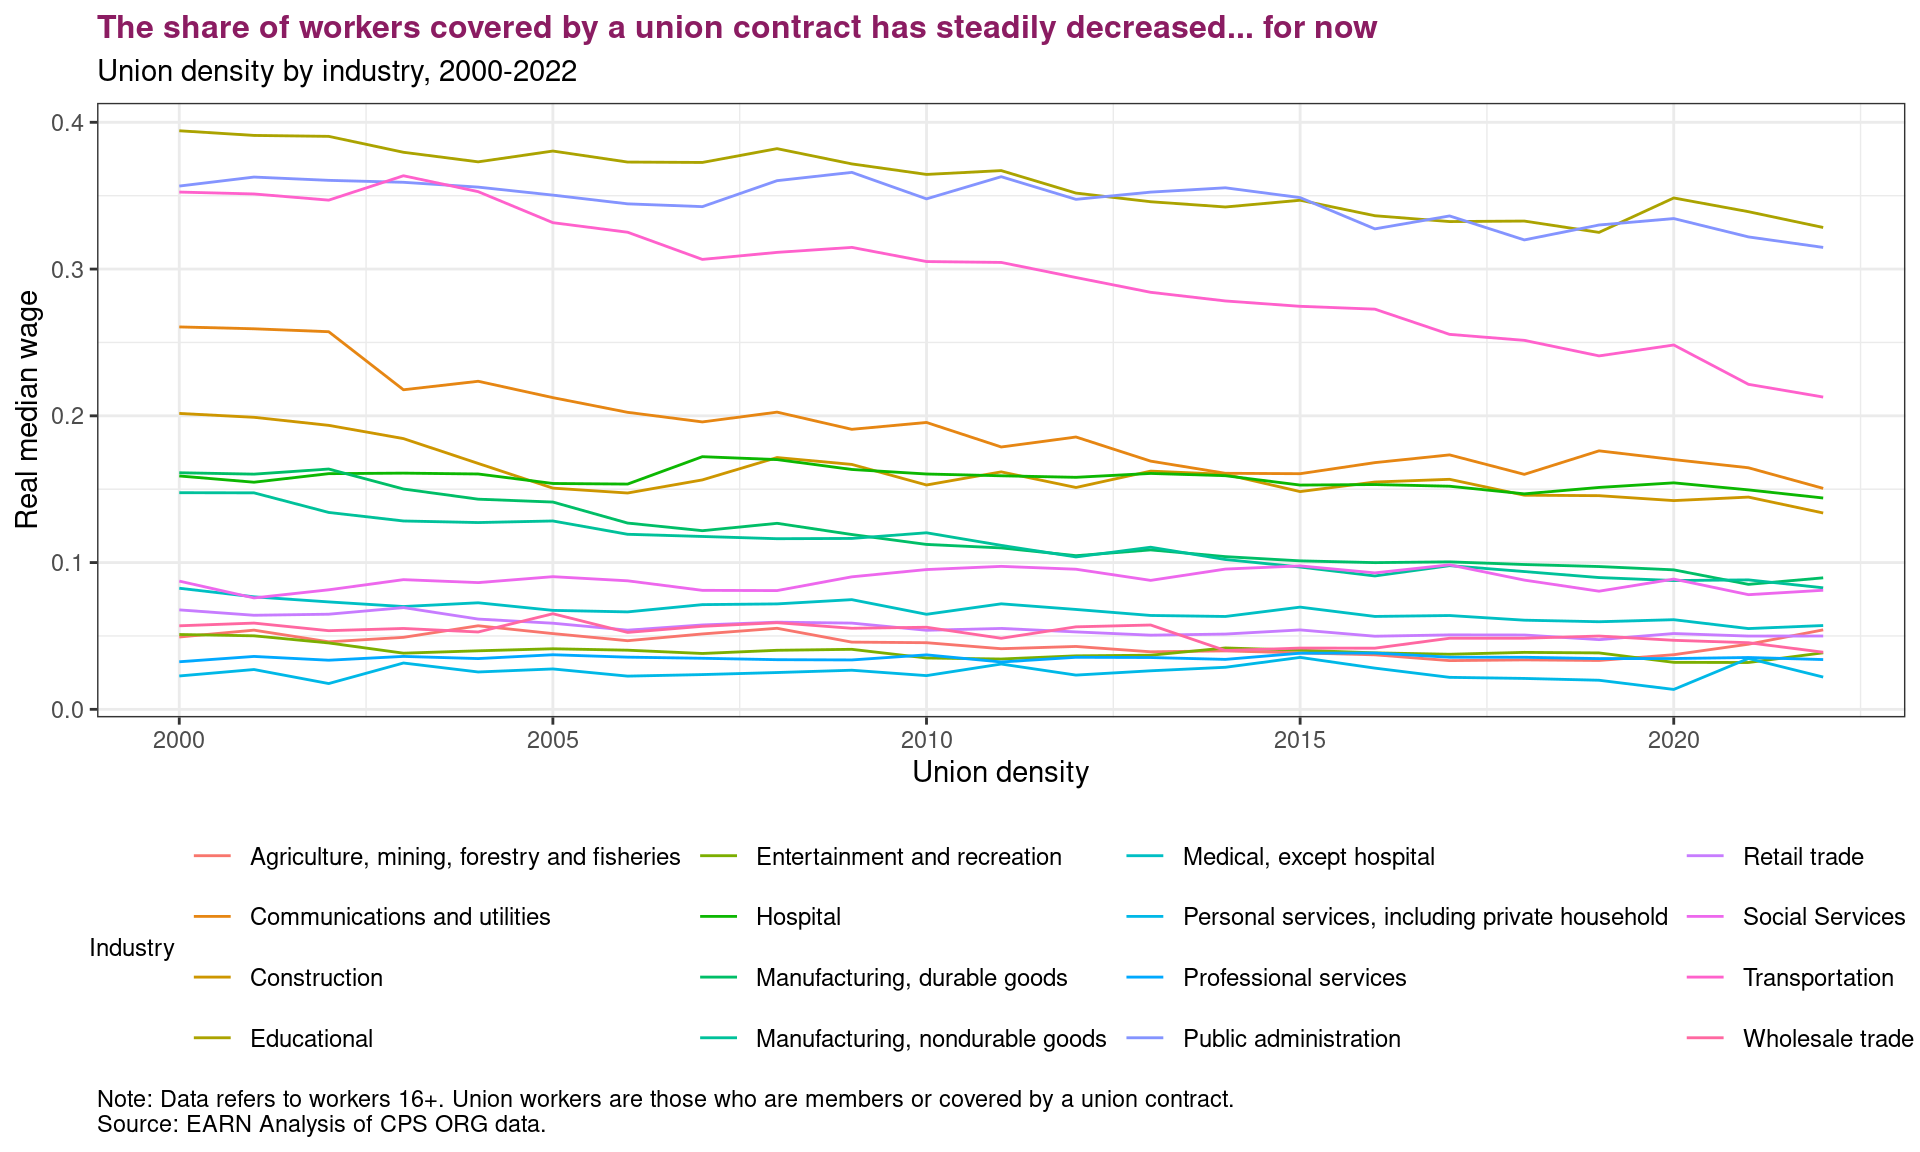 The share of workers covered by a union contract has steadily decreased... for now
Union density by industry, 2000-2022
Real median wage
0.4
0.3
0.2
0.1
0.0
2000
2005
2010
2015
2020
Union density
Industry
Agriculture, mining, forestry and fisheries
Communications and utilities
Construction
Educational
Entertainment and recreation
Hospital
Manufacturing, durable goods
Manufacturing, nondurable goods
Medical, except hospital
Personal services, including private household
Professional services
Public administration
Retail trade
Social Services
Transportation
Wholesale trade
Note: Data refers to workers 16+. Union workers are those who are members or covered by a union contract.
Source: EARN Analysis of CPS ORG data.